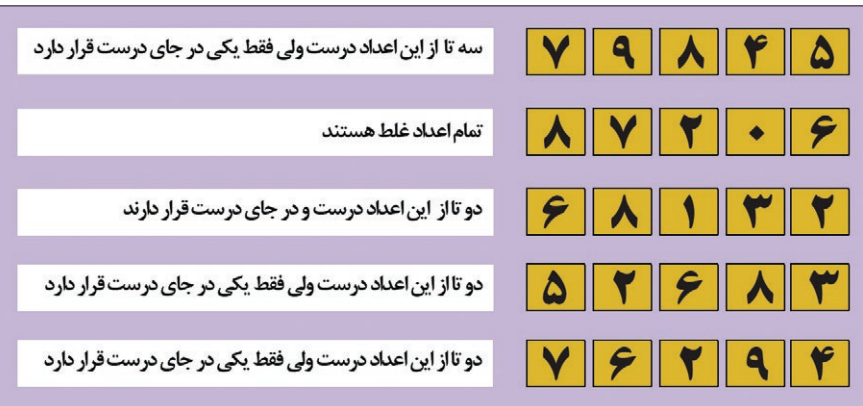 سه تا از این اعداد درست ولی فقط یکی در جای درست قرار دارد ۷ ۹ ۸ ۴ ۵
تمام اعداد غلط هستند ۸ ۷ ۲ ۰ ۶
دو تا از این اعداد درست و در جای درست قرار دارند ۶ ۸ ۱ ۳ ۲
دو تا از این اعداد درست ولی فقط یکی در جای درست قرار دارد ۵ ۲ ۶ ۸ ۳
دو تا از این اعداد درست ولی فقط یکی در جای درست قرار دارد ۷ ۶ ۲ ۹ ۴